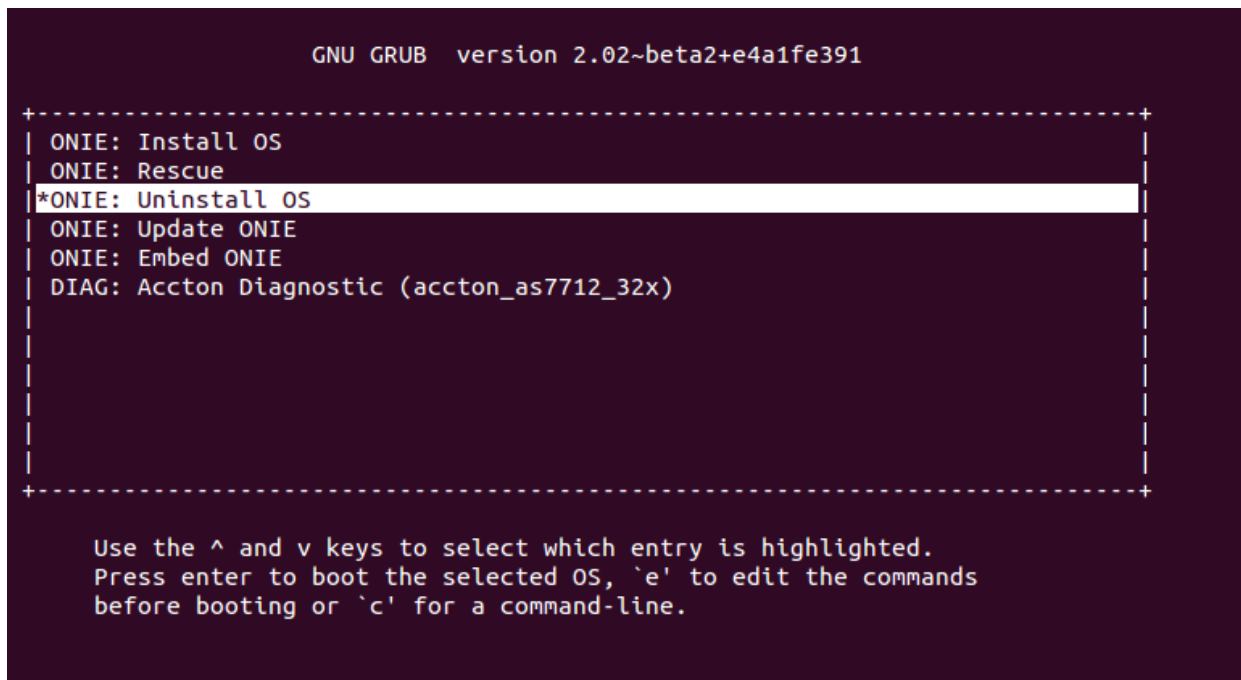 GNU GRUB  version 2.02~beta2+e4a1fe391
+----------------------------------------------------------------------------+
| ONIE: Install OS                                                           |
| ONIE: Rescue                                                               |
|*ONIE: Uninstall OS                                                         |
| ONIE: Update ONIE                                                          |
| ONIE: Embed ONIE                                                           |
| DIAG: Accton Diagnostic (accton_as7712_32x)                                |
|                                                                            |
|                                                                            |
|                                                                            |
|                                                                            |
|                                                                            |
|                                                                            |
+----------------------------------------------------------------------------+
Use the ^ and v keys to select which entry is highlighted.
Press enter to boot the selected OS, `e' to edit the commands
before booting or `c' for a command-line.